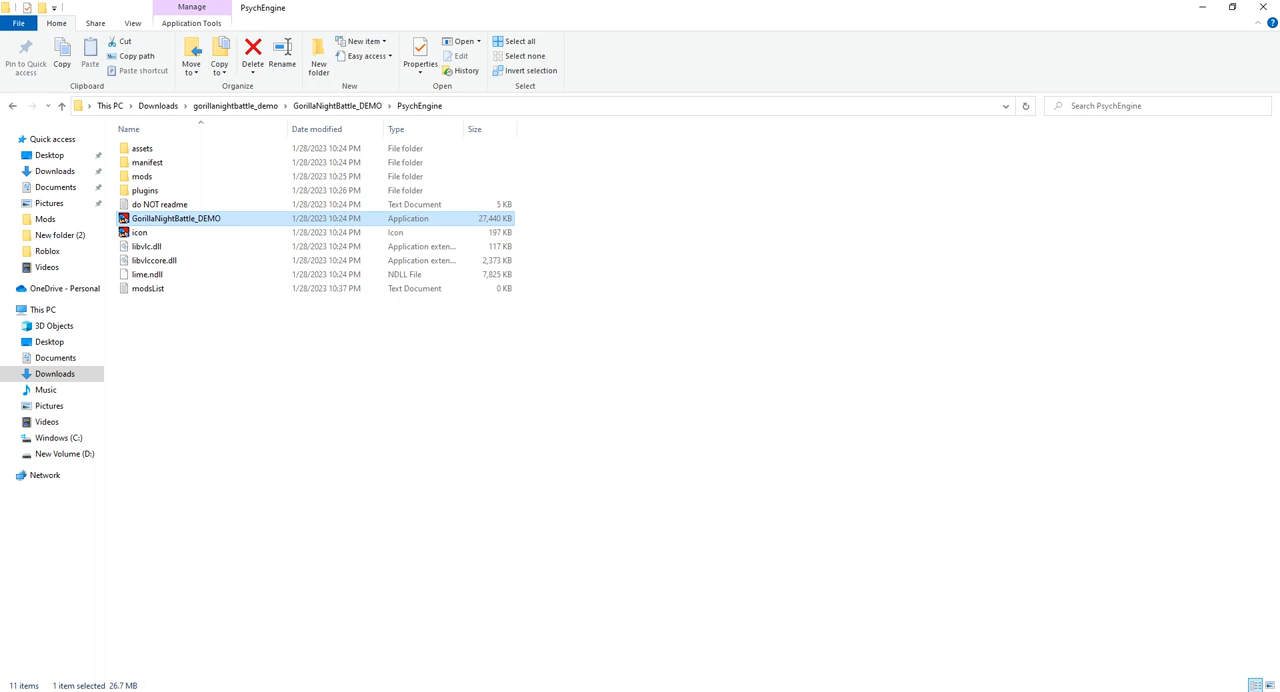 Manage
PsychEngine
File
Home
Share
View
Application Tools
Pin to Quick access
Copy
Paste
Cut
Copy path
Paste shortcut
Clipboard
Move to
Copy to
Delete
Rename
Organize
New folder
New item
Easy access
New
Properties
Open
Edit
History
Open
Select all
Select none
Invert selection
Select
This PC > Downloads > gorillanightbattle_demo > GorillaNightBattle_DEMO > PsychEngine
Search PsychEngine
Name Date modified Type Size
assets 1/28/2023 10:24 PM File folder
manifest 1/28/2023 10:24 PM File folder
mods 1/28/2023 10:25 PM File folder
plugins 1/28/2023 10:26 PM File folder
do NOT readme 1/28/2023 10:24 PM Text Document 5 KB
GorillaNightBattle_DEMO 1/28/2023 10:24 PM Application 27,440 KB
icon 1/28/2023 10:24 PM Icon 197 KB
libvlc.dll 1/28/2023 10:24 PM Application exten... 117 KB
libvlccore.dll 1/28/2023 10:24 PM Application exten... 2,373 KB
lime.ndll 1/28/2023 10:24 PM NDLL File 7,825 KB
modsList 1/28/2023 10:37 PM Text Document 0 KB
Quick access
Desktop
Downloads
Documents
Pictures
Mods
New folder (2)
Roblox
Videos
OneDrive - Personal
This PC
3D Objects
Desktop
Documents
Downloads
Music
Pictures
Videos
Windows (C:)
New Volume (D:)
Network
11 items 1 item selected 26.7 MB